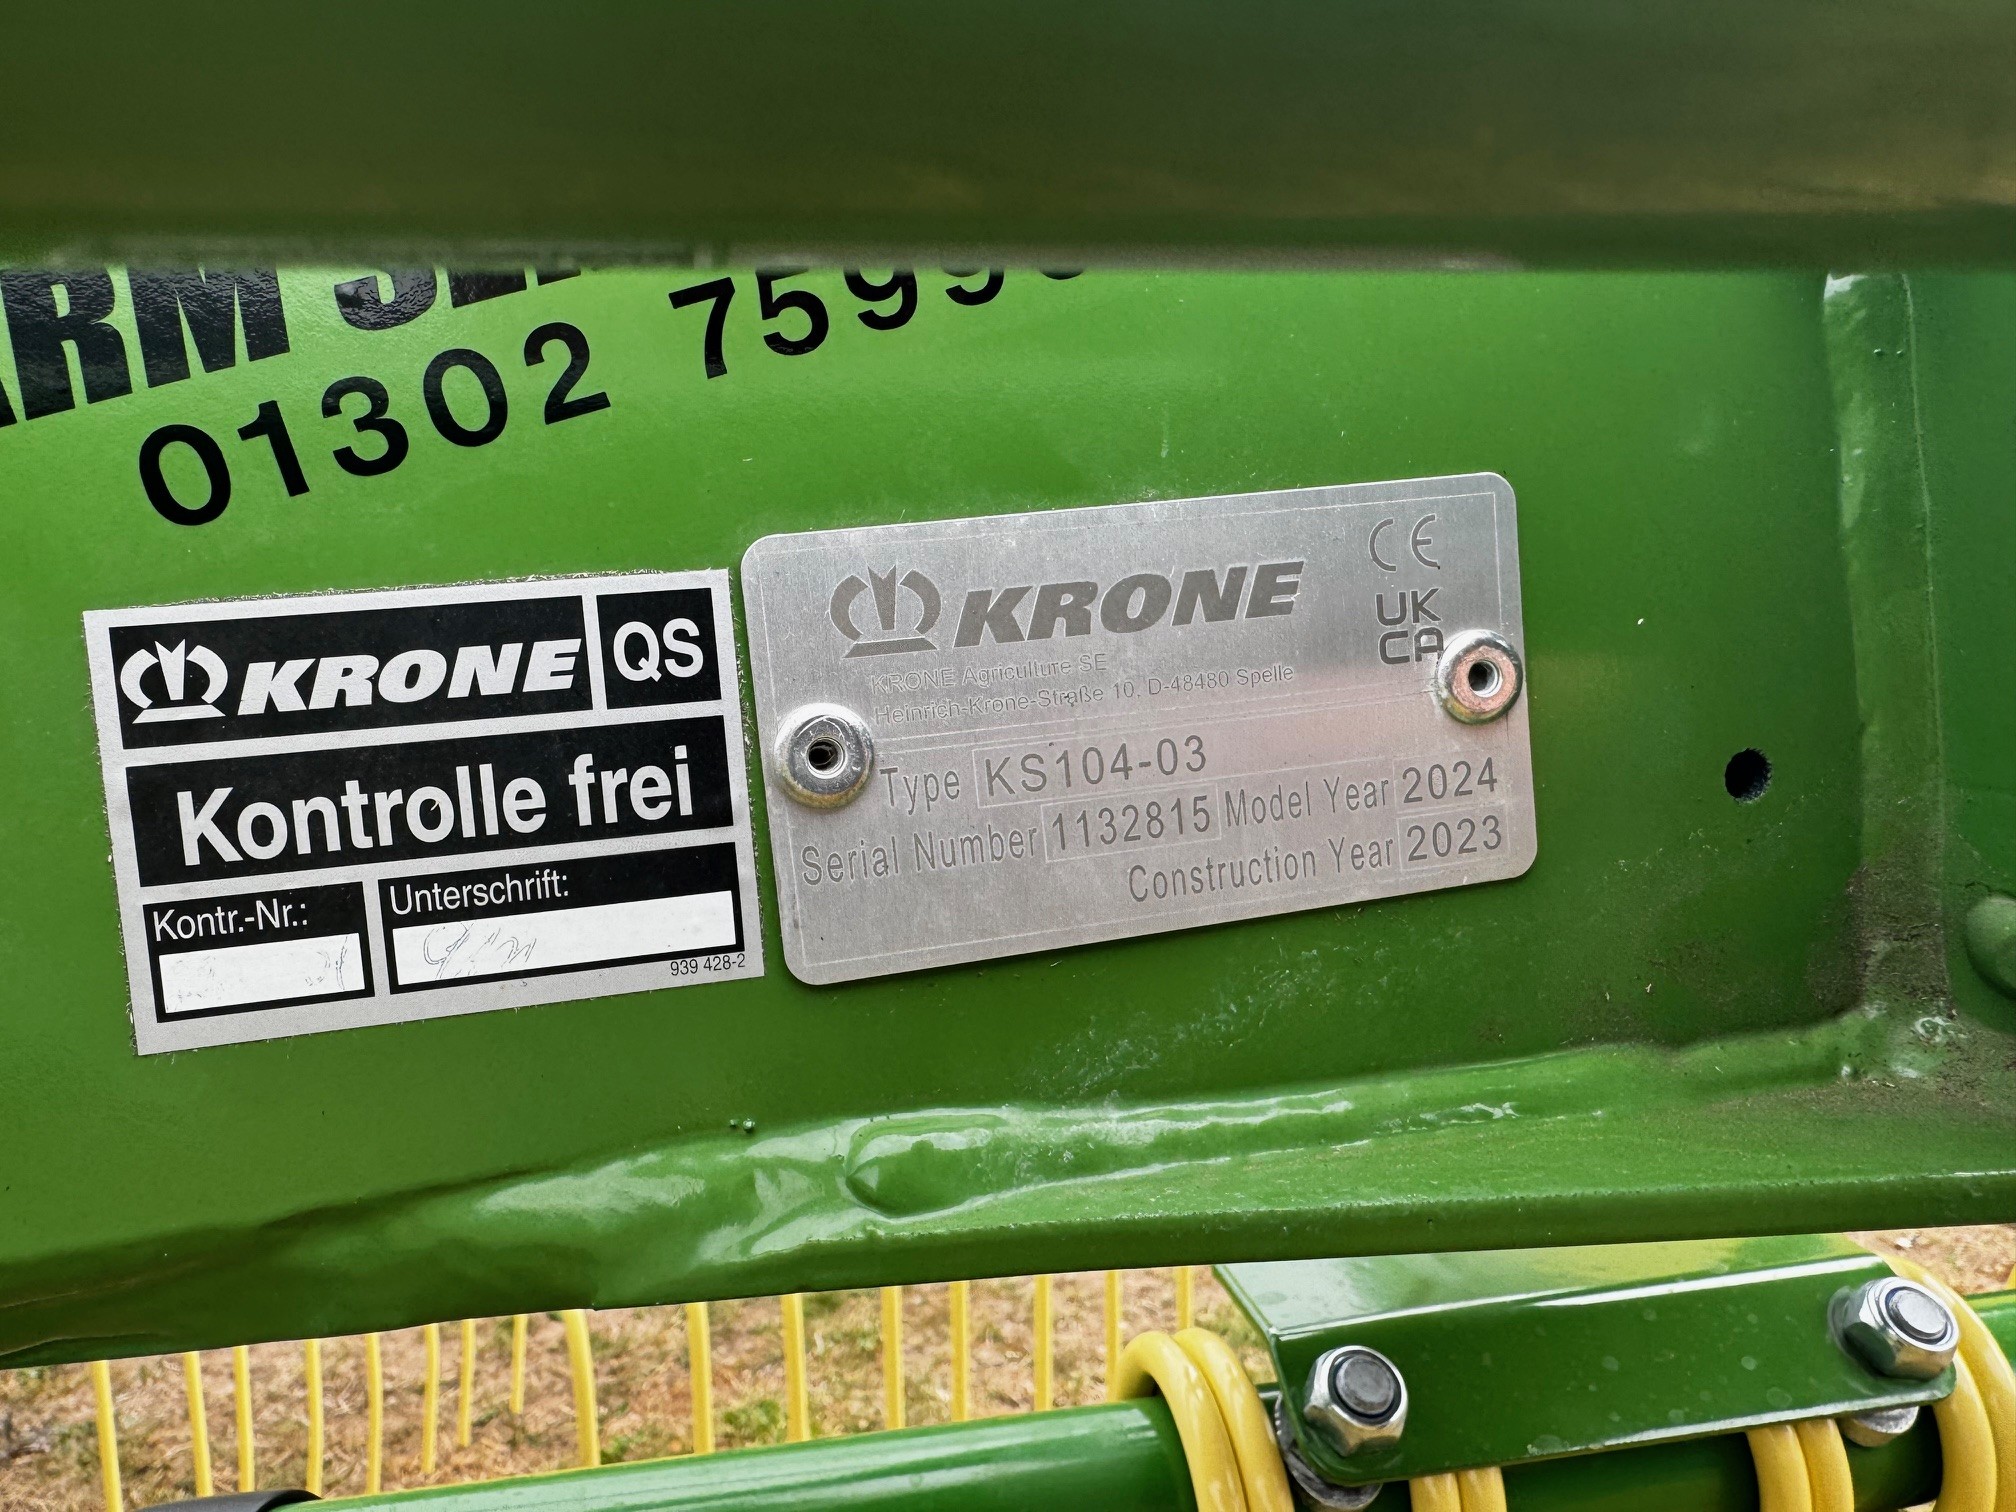 01302 7599
KRONE QS
Kontrolle frei
Kontr.-Nr.:
Unterschrift:
939 428-2
CE
KRONE
UK
CA
KRONE Agriculture SE
Heinrich-Krone-Straße 10, D-48480 Spelle
Type KS104-03
Serial Number 1132815 Model Year 2024
Construction Year 2023